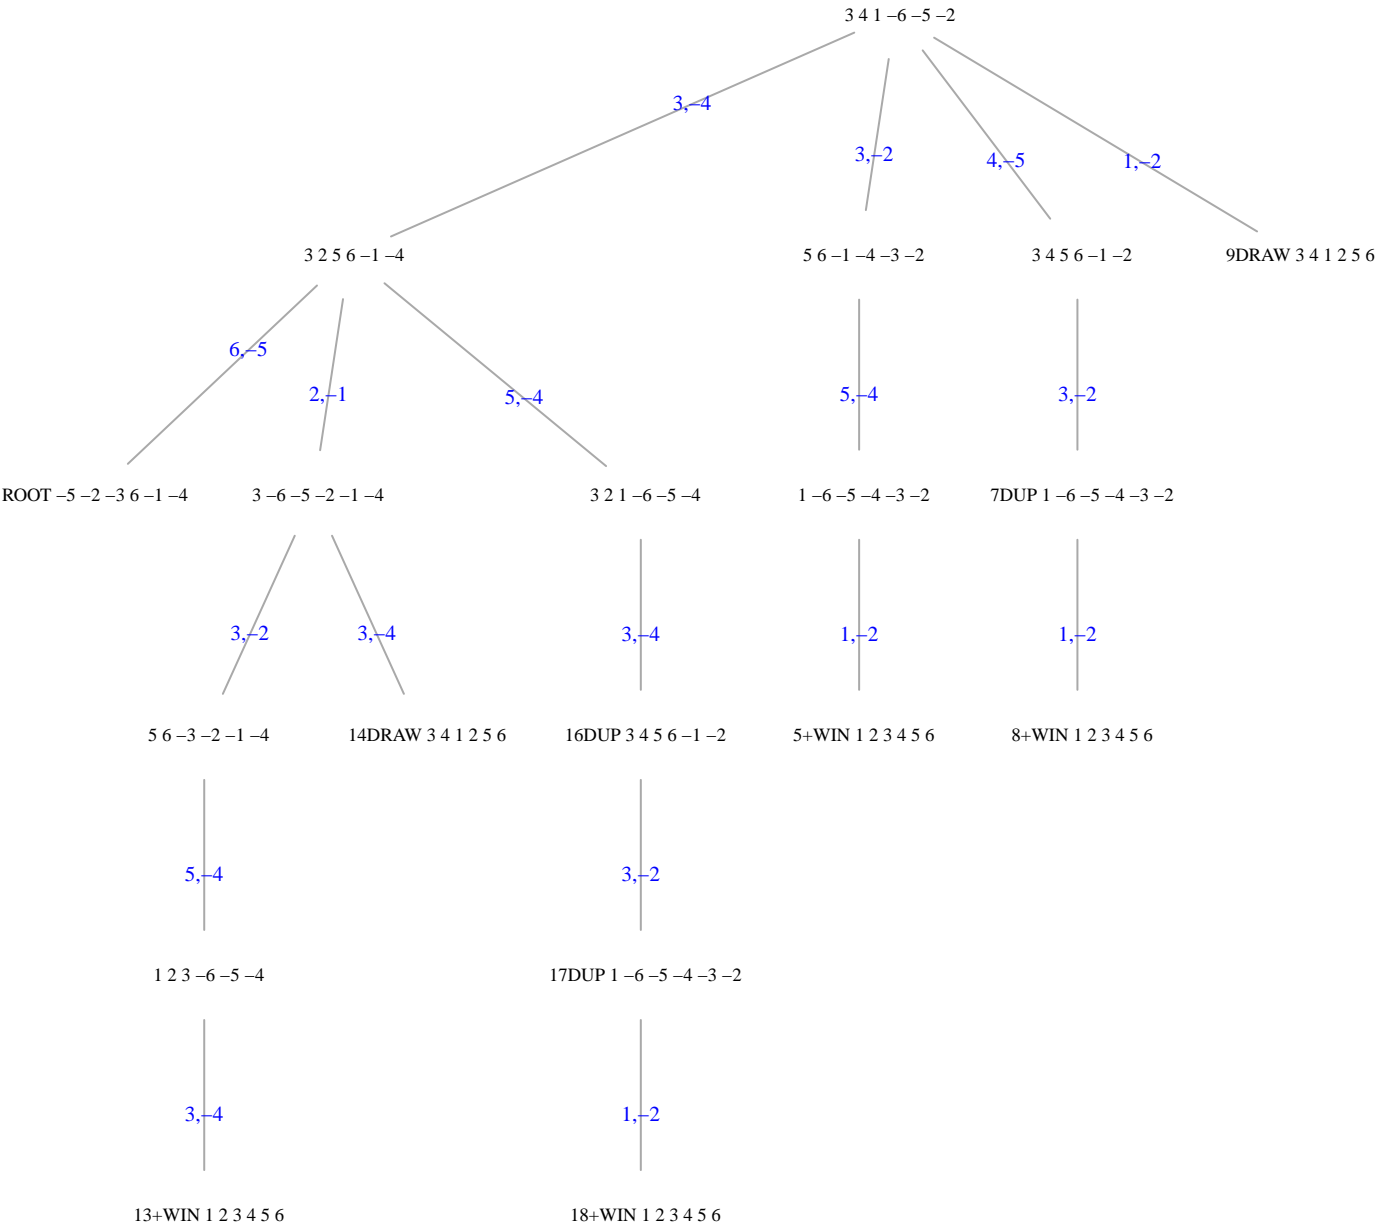 3 4 1 –6 –5 –2
3,–4
3,–2
4,–5
1,–2
3 2 5 6 –1 –4
5 6 –1 –4 –3 –2
3 4 5 6 –1 –2
9DRAW 3 4 1 2 5 6
6,–5
2,–1
5,–4
5,–4
3,–2
ROOT –5 –2 –3 6 –1 –4
3 –6 –5 –2 –1 –4
3 2 1 –6 –5 –4
1 –6 –5 –4 –3 –2
7DUP 1 –6 –5 –4 –3 –2
3,–2
3,–4
3,–4
1,–2
1,–2
5 6 –3 –2 –1 –4
14DRAW 3 4 1 2 5 6
16DUP 3 4 5 6 –1 –2
5+WIN 1 2 3 4 5 6
8+WIN 1 2 3 4 5 6
5,–4
3,–2
1 2 3 –6 –5 –4
17DUP 1 –6 –5 –4 –3 –2
3,–4
1,–2
13+WIN 1 2 3 4 5 6
18+WIN 1 2 3 4 5 6